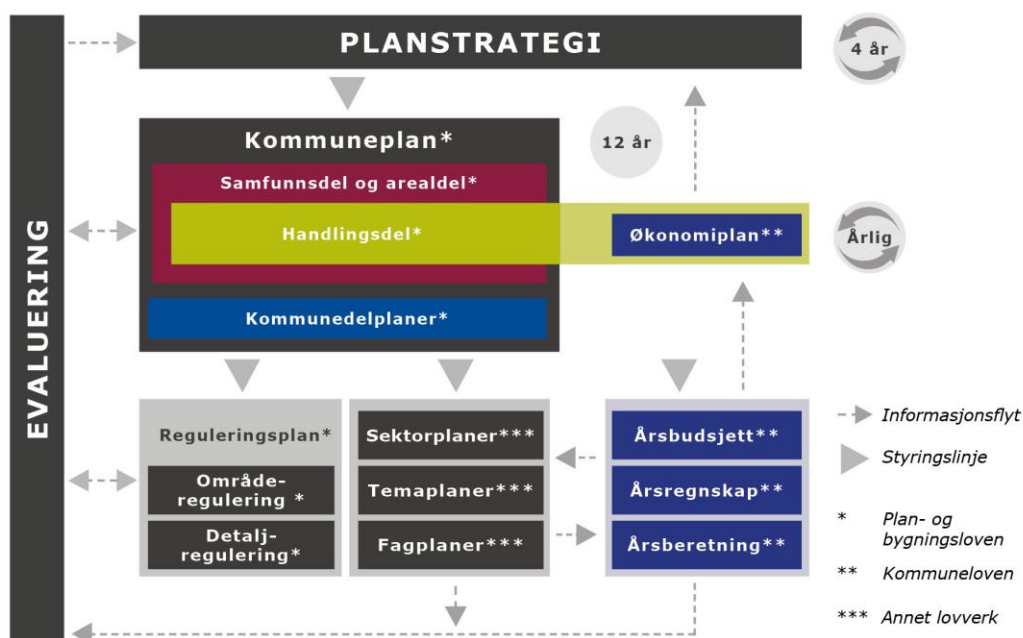 PLANSTRATEGI
4 år
Kommuneplan*
12 år
Samfunnsdel og arealdel*
Handlingsdel*
Økonomiplan**
Årlig
Kommunedelplaner*
EVALUERING
Reguleringsplan*
Område-
regulering *
Detalj-
regulering*
Sektorplaner***
Temaplaner***
Fagplaner***
Årsbudsjett**
Årsregnskap**
Årsberetning**
Informasjonsflyt
Styringslinje
* Plan- og
bygningsloven
** Kommuneloven
*** Annet lovverk